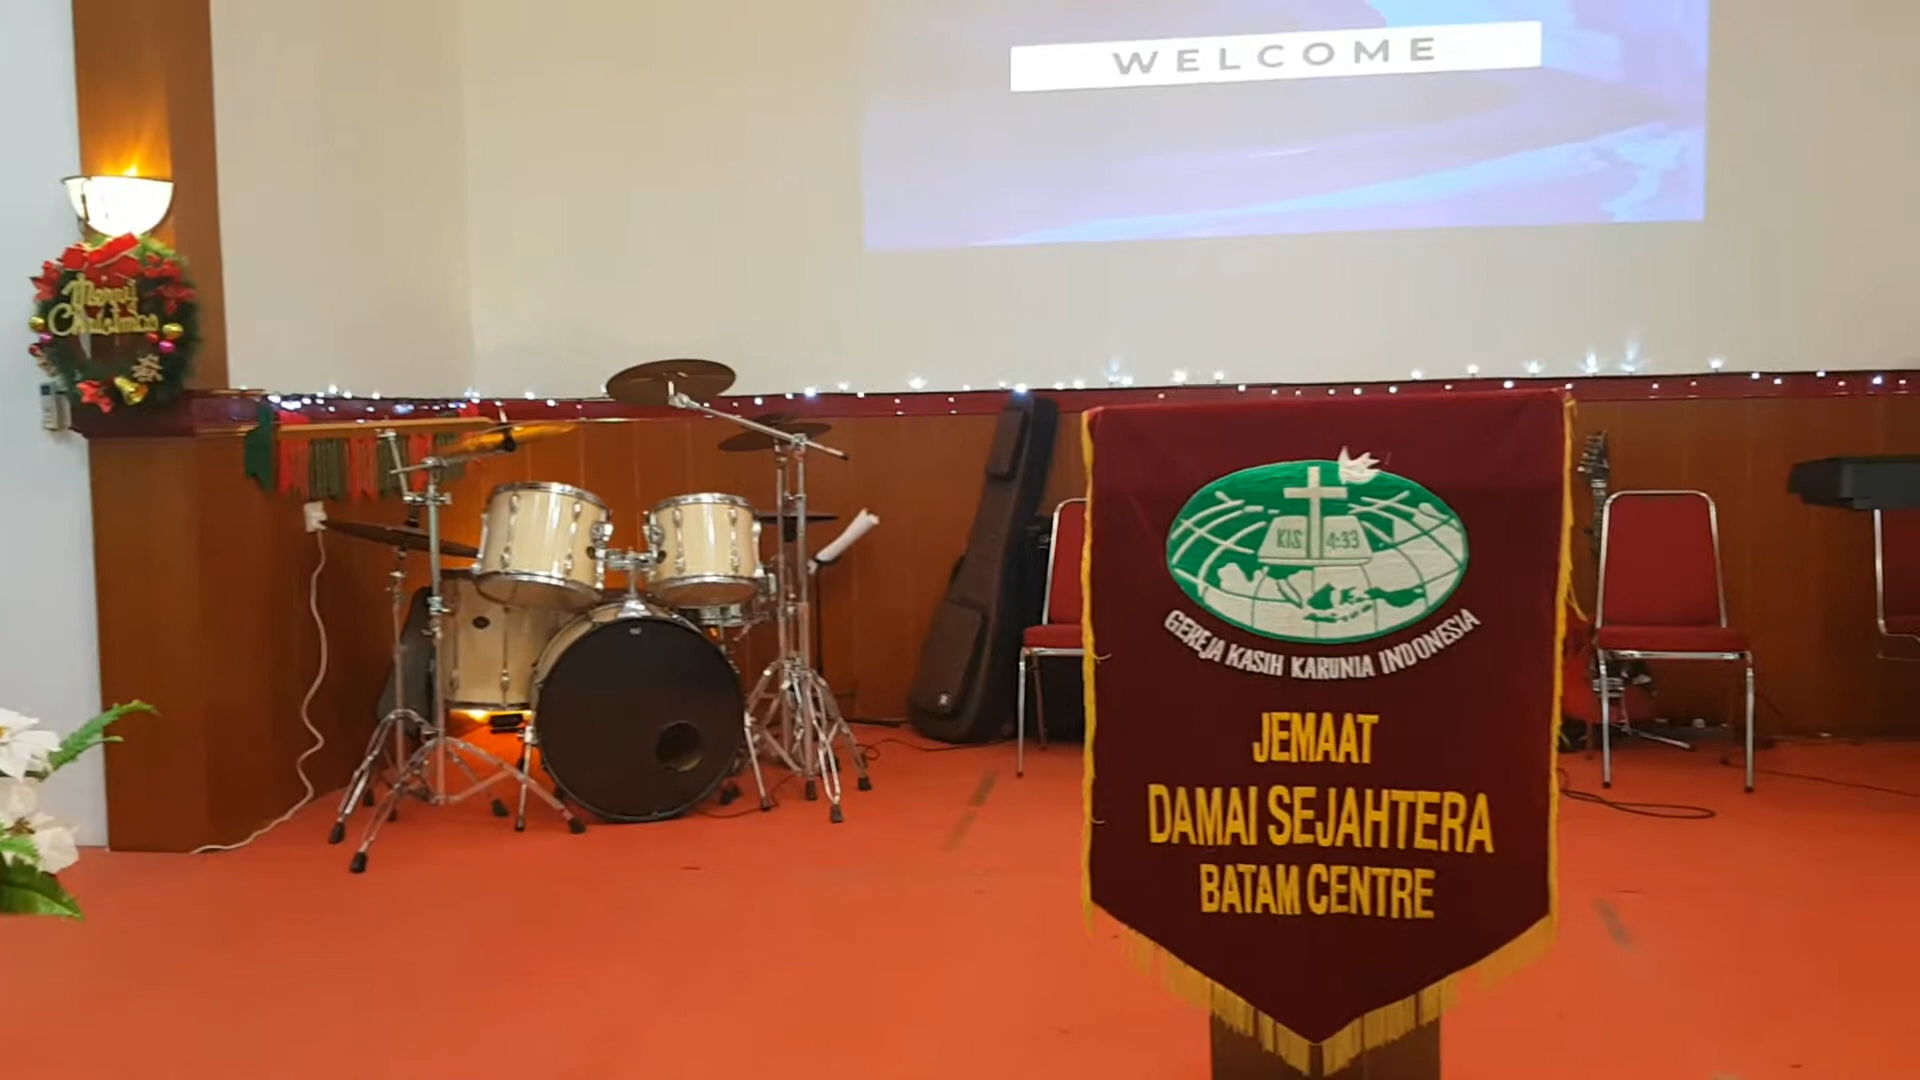 WELCOME
Merry
Christmas
KIS 4:33
GEREJA KASIH KARUNIA INDONESIA
JEMAAT
DAMAI SEJAHTERA
BATAM CENTRE